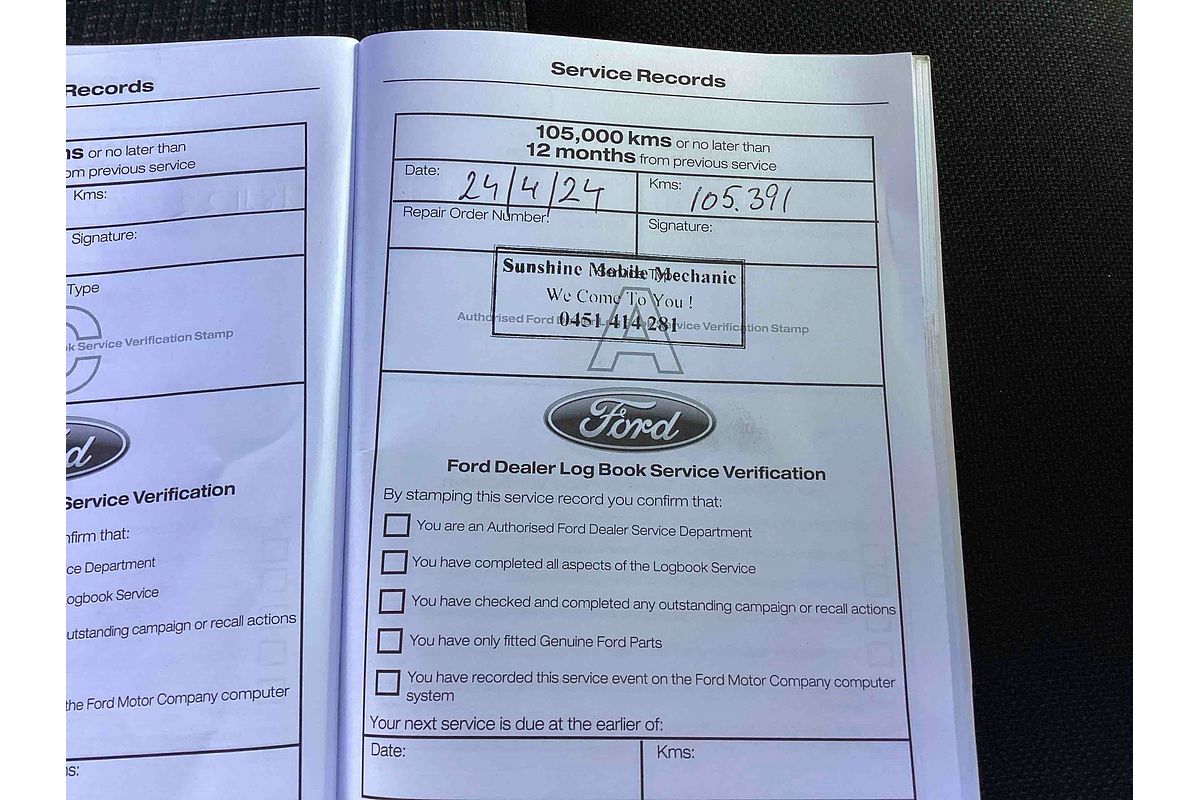 Records
ms or no later than
om previous service
Kms:
Signature:
Type
C
k Service Verification Stamp
d
Service Verification
nfirm that:
ce Department
ogbook Service
utstanding campaign or recall actions
the Ford Motor Company computer
s:
Service Records
105,000 kms or no later than
12 months from previous service
Date: 24/4/24
Kms: 105.391
Repair Order Number:
Signature:
Service Type
Sunshine Mobile Mechanic
We Come To You !
0451 414 281
Authorised Ford Dealer Service Verification Stamp
A
Ford
Ford Dealer Log Book Service Verification
By stamping this service record you confirm that:
You are an Authorised Ford Dealer Service Department
You have completed all aspects of the Logbook Service
You have checked and completed any outstanding campaign or recall actions
You have only fitted Genuine Ford Parts
You have recorded this service event on the Ford Motor Company computer
system
Your next service is due at the earlier of:
Date:
Kms: